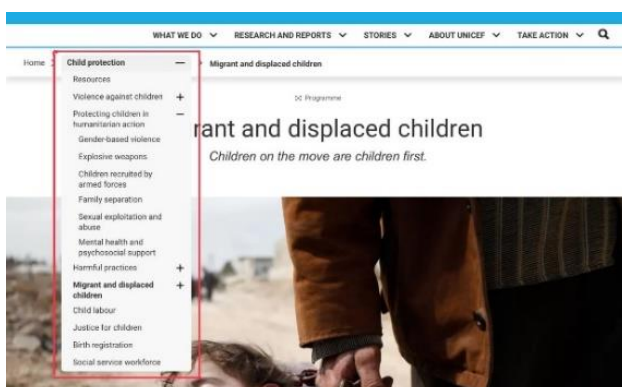 WHAT WE DO RESEARCH AND REPORTS STORIES ABOUT UNICEF TAKE ACTION
Home
Child protection
Migrant and displaced children
Resources
Violence against children
Protecting children in
humanitarian action
Gender-based violence
Explosive weapons
Children recruited by
armed forces
Family separation
Sexual exploitation and
abuse
Mental health and
psychosocial support
Harmful practices
Migrant and displaced
children
Child labour
Justice for children
Birth registration
Social service workforce
Programme
rant and displaced children
Children on the move are children first.